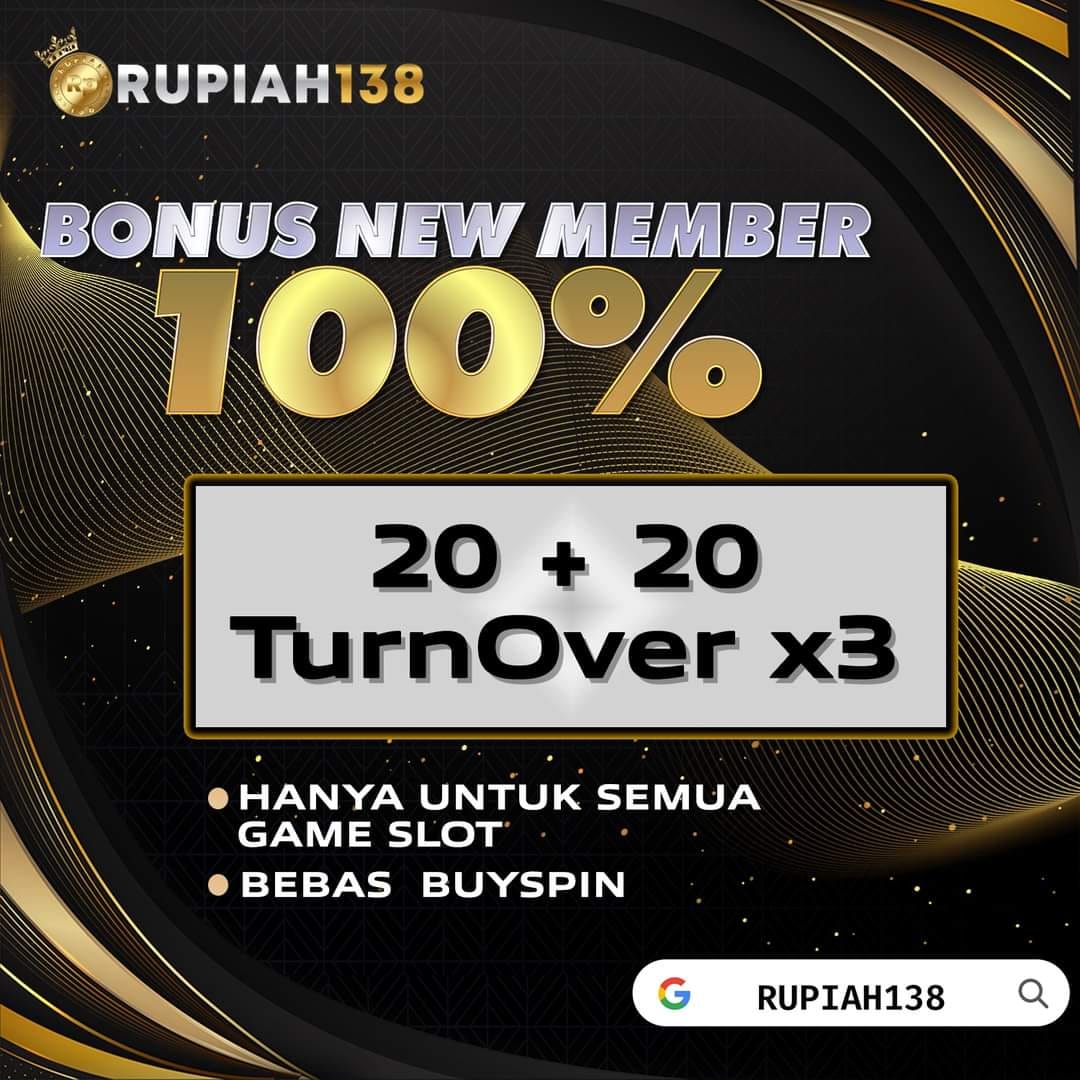 RUPIAH138
BONUS NEW MEMBER
100%
20 + 20
TurnOver x3
HANYA UNTUK SEMUA
GAME SLOT
BEBAS BUYSPIN
RUPIAH138